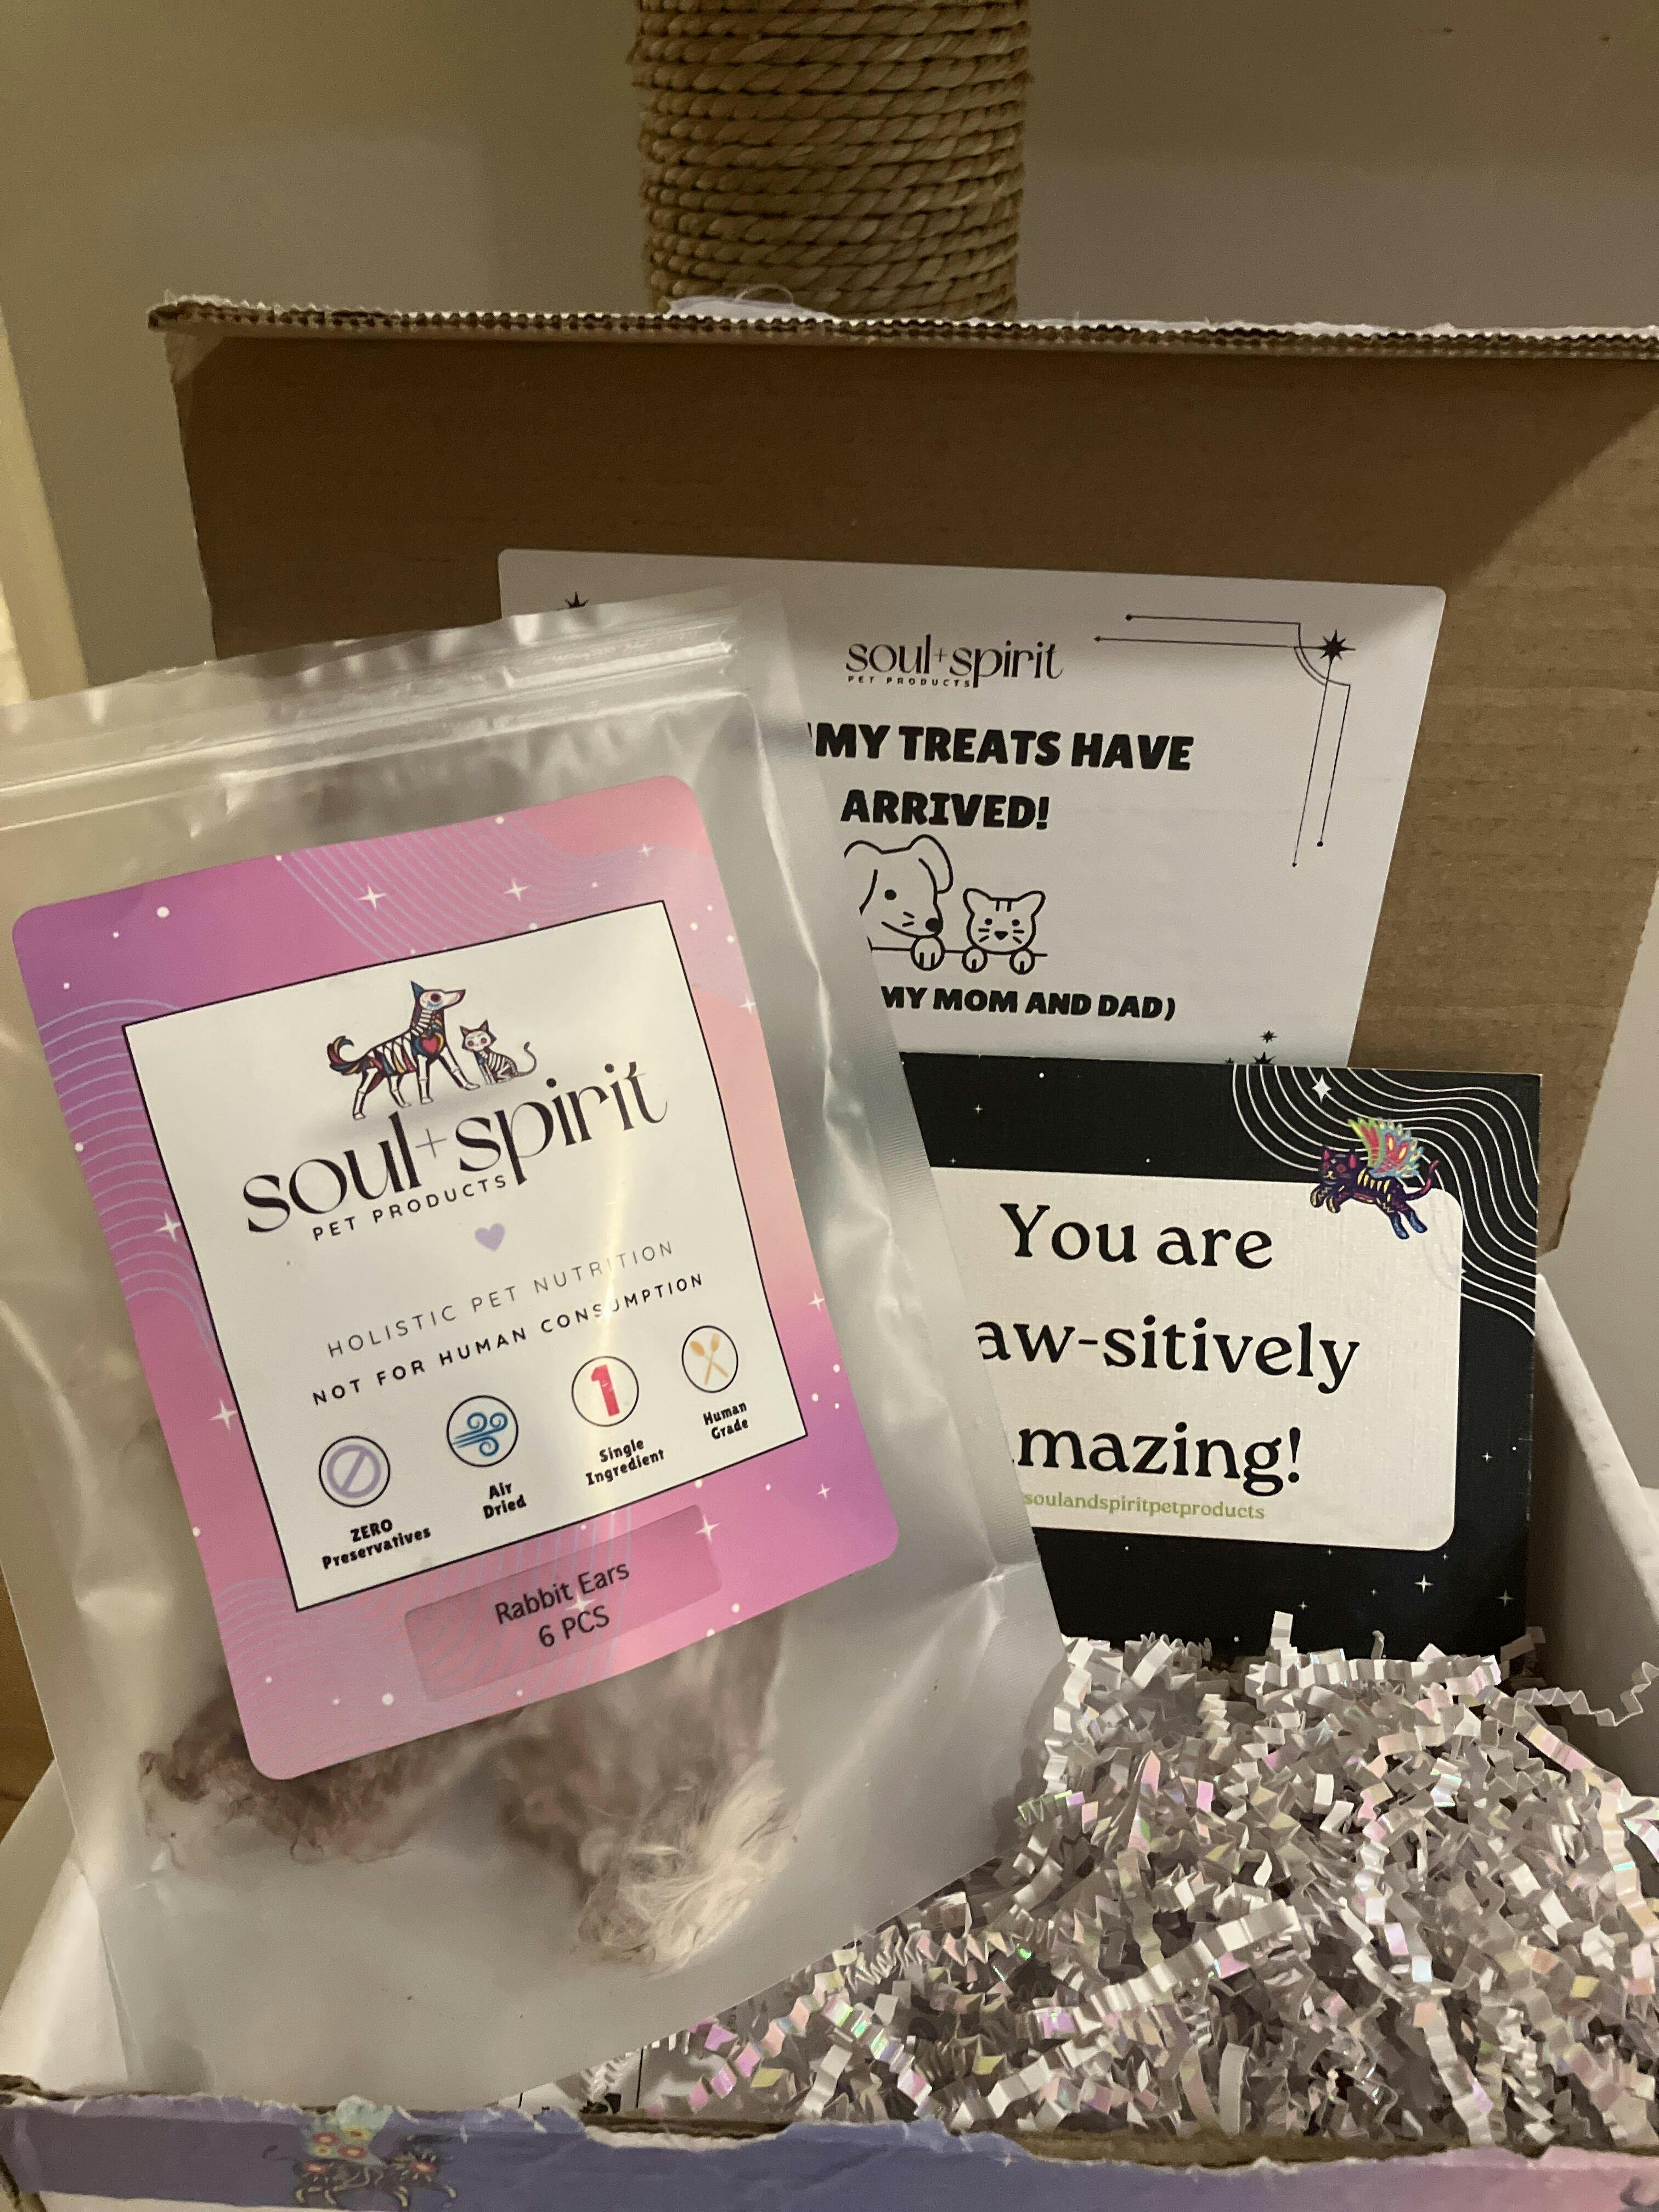 soul+spirit
PET PRODUCTS
MY TREATS HAVE
ARRIVED!
MY MOM AND DAD)
soul+spirit
PET PRODUCTS
HOLISTIC PET NUTRITION
NOT FOR HUMAN CONSUMPTION
ZERO
Preservatives
Air
Dried
1
Single
Ingredient
Human
Grade
Rabbit Ears
6 PCS
You are
aw-sitively
mazing!
soulandspiritpetproducts